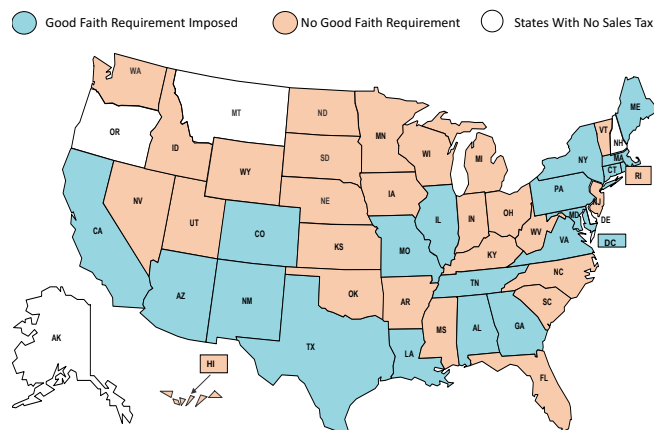 Good Faith Requirement Imposed
No Good Faith Requirement
States With No Sales Tax
WA
MT
ND
MN
ME
VT
NH
OR
ID
SD
WI
MI
NY
MA
CT
RI
WY
IA
PA
NJ
NV
NE
IL
IN
OH
MD
DE
UT
CO
KS
MO
WV
VA
DC
CA
KY
NC
TN
AZ
NM
OK
AR
SC
MS
AL
GA
TX
LA
AK
HI
FL